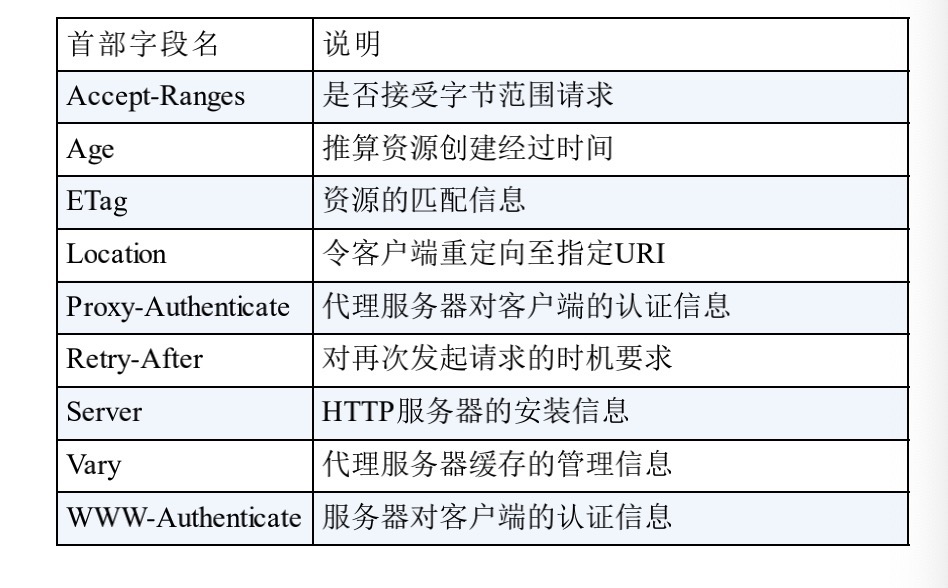 首部字段名 说明
Accept-Ranges 是否接受字节范围请求
Age 推算资源创建经过时间
ETag 资源的匹配信息
Location 令客户端重定向至指定URI
Proxy-Authenticate 代理服务器对客户端的认证信息
Retry-After 对再次发起请求的时机要求
Server HTTP服务器的安装信息
Vary 代理服务器缓存的管理信息
WWW-Authenticate 服务器对客户端的认证信息